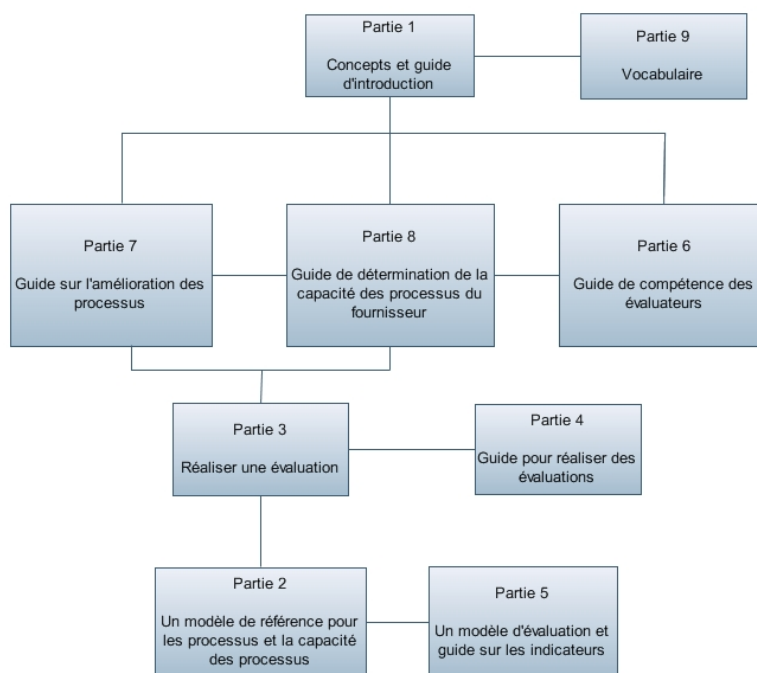 Partie 1
Concepts et guide
d'introduction
Partie 9
Vocabulaire
Partie 7
Guide sur l'amélioration des
processus
Partie 8
Guide de détermination de la
capacité des processus du
fournisseur
Partie 6
Guide de compétence des
évaluateurs
Partie 3
Réaliser une évaluation
Partie 4
Guide pour réaliser des
évaluations
Partie 2
Un modèle de référence pour
les processus et la capacité
des processus
Partie 5
Un modèle d'évaluation et
guide sur les indicateurs